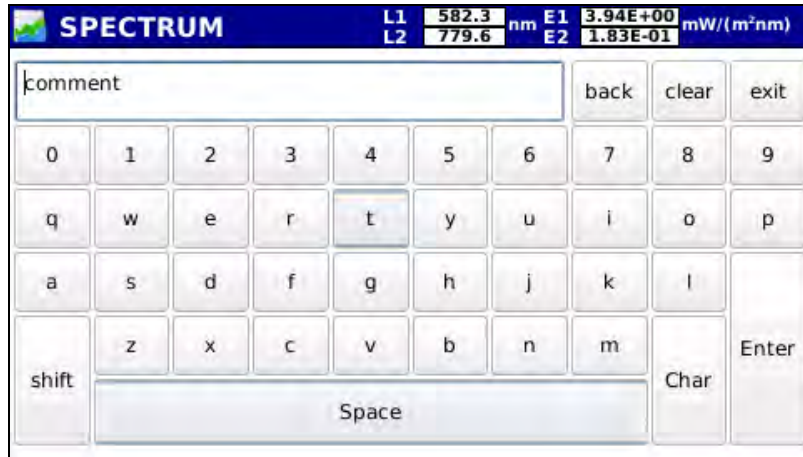 SPECTRUM L1 582.3 nm E1 3.94E+00 mW/(m²nm)
L2 779.6 E2 1.83E-01
comment back clear exit
0 1 2 3 4 5 6 7 8 9
q w e r t y u i o p
a s d f g h j k l
z x c v b n m Enter
shift Char
Space